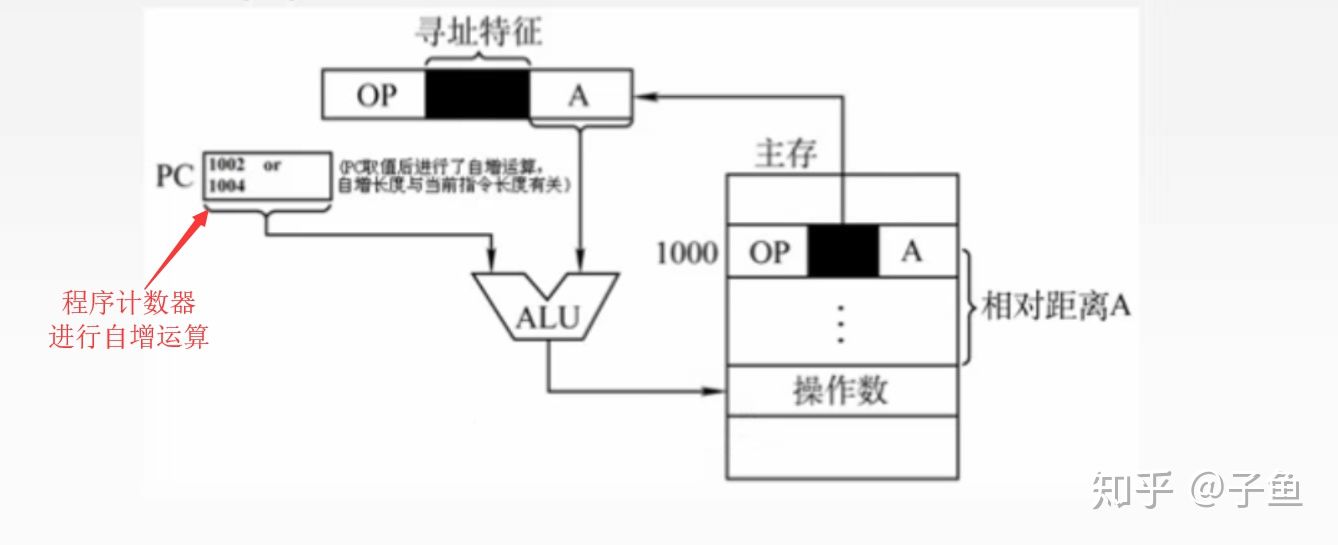 寻址特征
OP
A
PC
1002 or
1004
(PC取值后进行了自增运算，
自增长度与当前指令长度有关)
主存
1000
OP
A
程序计数器
进行自增运算
ALU
相对距离A
操作数
知乎 @子鱼